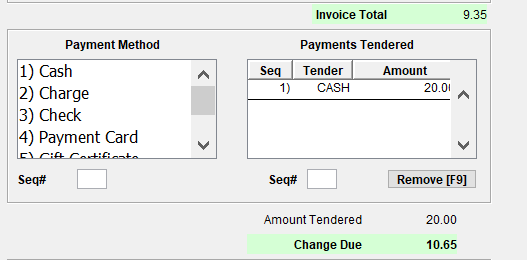 Invoice Total 9.35
Payment Method
1) Cash
2) Charge
3) Check
4) Payment Card
5) Gift Certificate
Seq#
Payments Tendered
Seq Tender Amount
1) CASH 20.00
Seq# Remove [F9]
Amount Tendered 20.00
Change Due 10.65